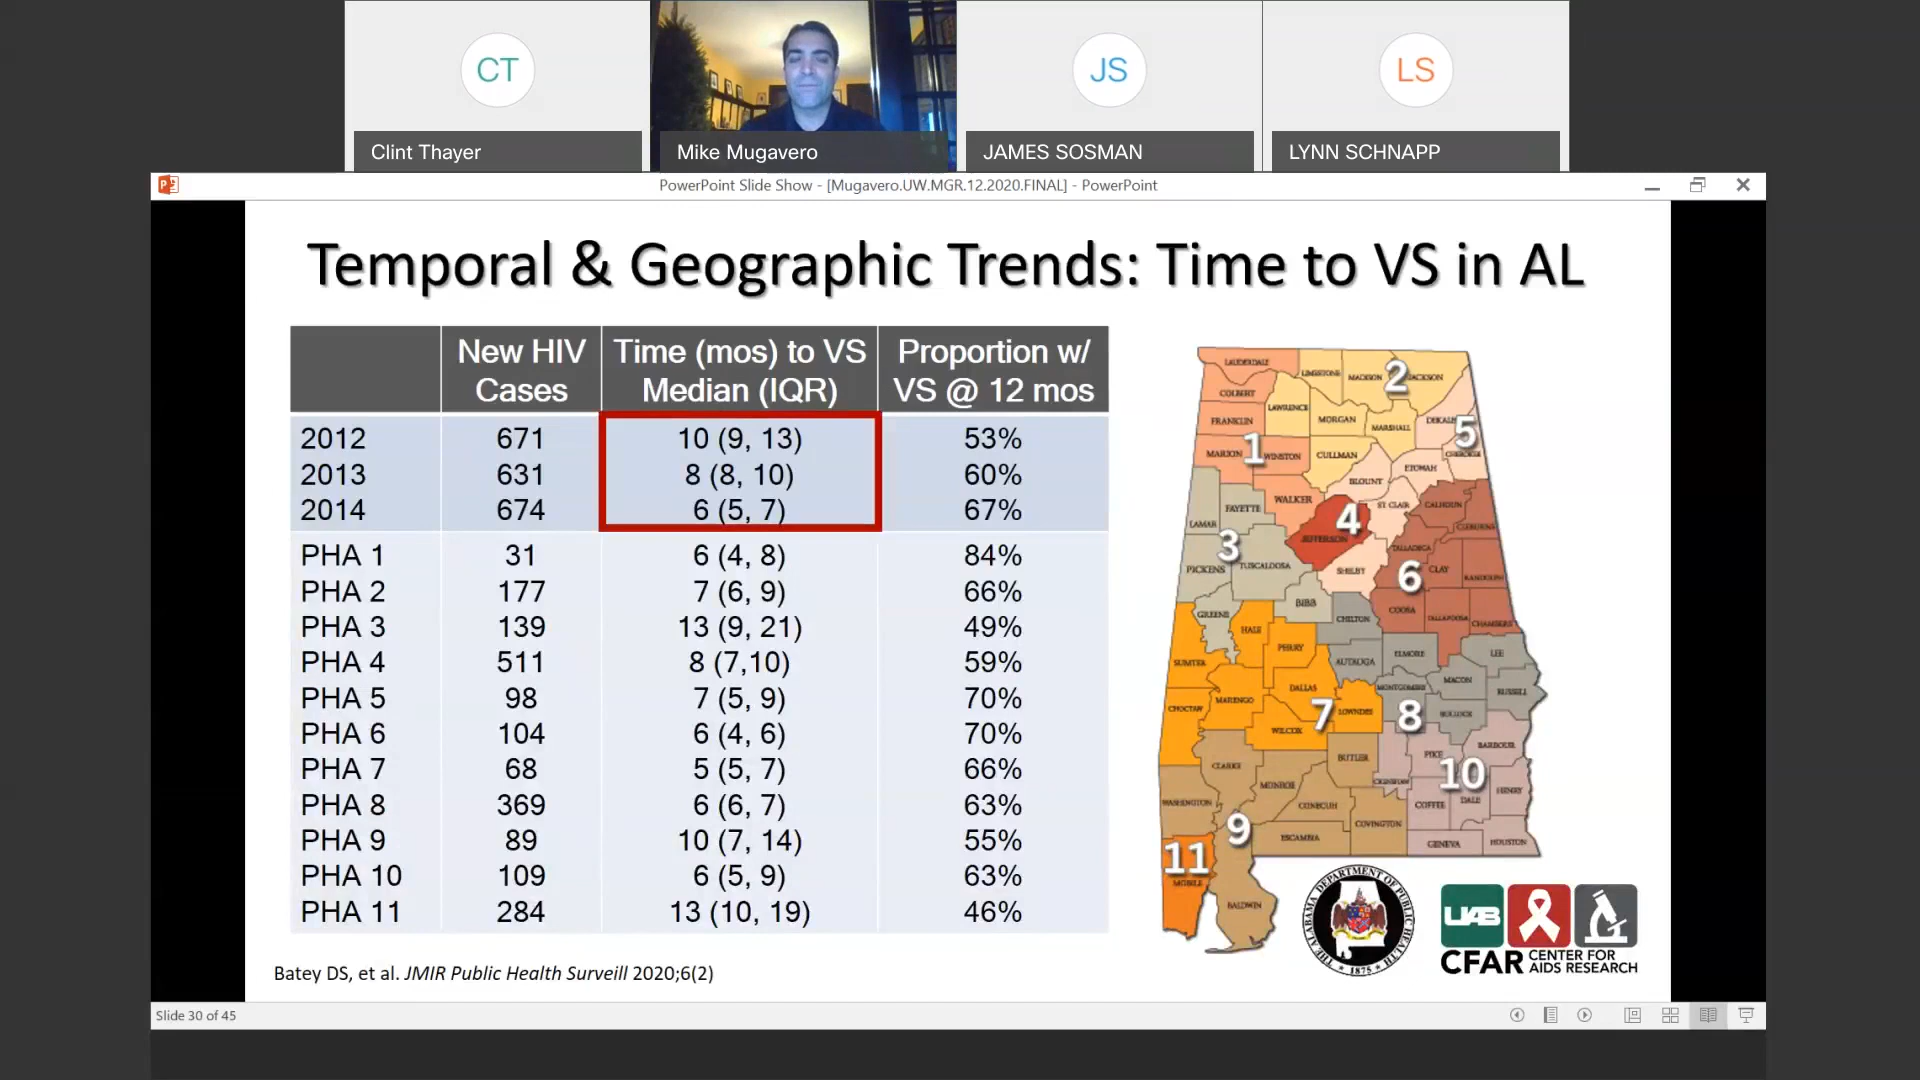 CT
JS
LS
Clint Thayer
Mike Mugavero
JAMES SOSMAN
LYNN SCHNAPP
PowerPoint Slide Show - [Mugavero.UW.MGR.12.2020.FINAL] - PowerPoint
Temporal & Geographic Trends: Time to VS in AL
New HIV Cases Time (mos) to VS Median (IQR) Proportion w/ VS @ 12 mos
2012 671 10 (9, 13) 53%
2013 631 8 (8, 10) 60%
2014 674 6 (5, 7) 67%
PHA 1 31 6 (4, 8) 84%
PHA 2 177 7 (6, 9) 66%
PHA 3 139 13 (9, 21) 49%
PHA 4 511 8 (7,10) 59%
PHA 5 98 7 (5, 9) 70%
PHA 6 104 6 (4, 6) 70%
PHA 7 68 5 (5, 7) 66%
PHA 8 369 6 (6, 7) 63%
PHA 9 89 10 (7, 14) 55%
PHA 10 109 6 (5, 9) 63%
PHA 11 284 13 (10, 19) 46%
LAUDERDALE
LIMESTONE
MADISON
2
JACKSON
COLBERT
LAWRENCE
FRANKLIN
MORGAN
MARSHALL
DEKALB
5
MARION
1
WINSTON
CULLMAN
CHEROKEE
ETOWAH
BLOUNT
WALKER
ST CLAIR
CALHOUN
FAYETTE
LAMAR
4
CLEBURNE
JEFFERSON
3
TALLADEGA
PICKENS
TUSCALOOSA
SHELBY
6
CLAY
RANDOLPH
BIBB
COOSA
GREENE
HALE
CHILTON
TALLAPOOSA
CHAMBERS
PERRY
SUMTER
AUTAUGA
ELMORE
LEE
MACON
DALLAS
MONTGOMERY
RUSSELL
CHOCTAW
MARENGO
7
LOWNDES
8
BULLOCK
WILCOX
CLARKE
BUTLER
PIKE
BARBOUR
MONROE
CRENSHAW
10
WASHINGTON
CONECUH
COFFEE
DALE
HENRY
9
ESCAMBIA
COVINGTON
GENEVA
HOUSTON
11
MOBILE
BALDWIN
THE ALABAMA DEPARTMENT OF PUBLIC HEALTH
1875
UAB
CFAR CENTER FOR AIDS RESEARCH
Batey DS, et al. JMIR Public Health Surveill 2020;6(2)
Slide 30 of 45